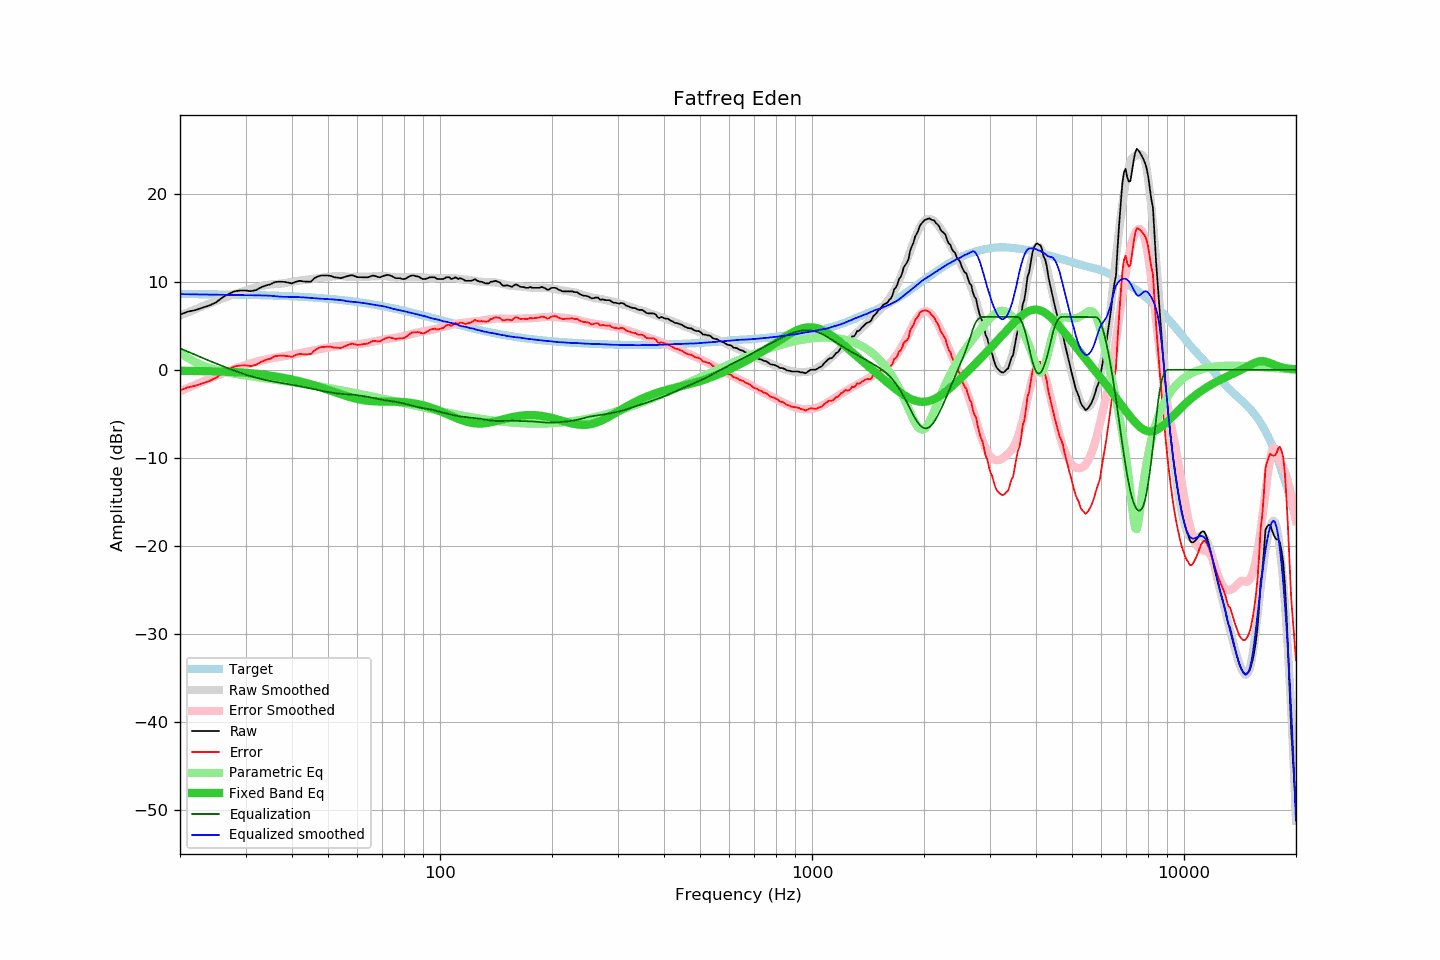 Fatfreq Eden
Amplitude (dBr)
20
10
0
−10
−20
−30
−40
−50
Target
Raw Smoothed
Error Smoothed
Raw
Error
Parametric Eq
Fixed Band Eq
Equalization
Equalized smoothed
100
1000
10000
Frequency (Hz)